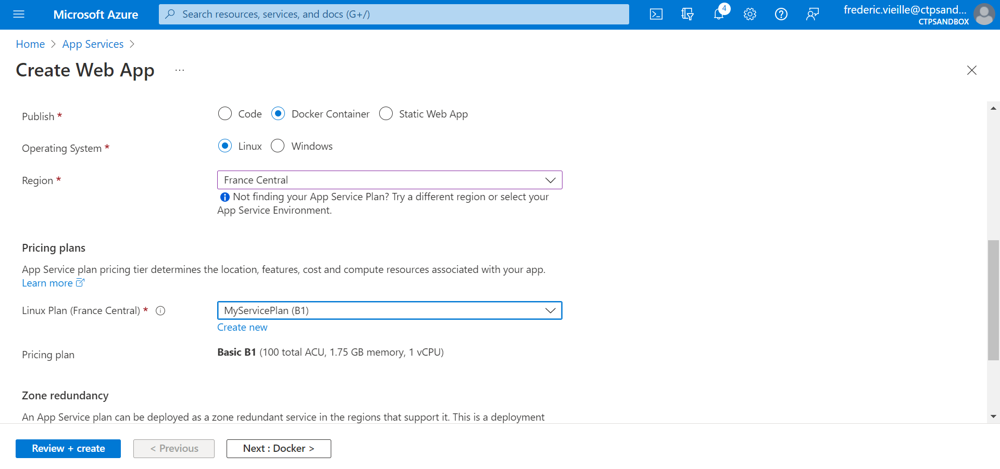 Microsoft Azure
Search resources, services, and docs (G+/)
4
frederic.vieille@ctpsand...
CTPSANDBOX
Home > App Services >
Create Web App ...
Publish *
Code
Docker Container
Static Web App
Operating System *
Linux
Windows
Region *
France Central
Not finding your App Service Plan? Try a different region or select your
App Service Environment.
Pricing plans
App Service plan pricing tier determines the location, features, cost and compute resources associated with your app.
Learn more
Linux Plan (France Central) *
MyServicePlan (B1)
Create new
Pricing plan
Basic B1 (100 total ACU, 1.75 GB memory, 1 vCPU)
Zone redundancy
An App Service plan can be deployed as a zone redundant service in the regions that support it. This is a deployment
Review + create
< Previous
Next : Docker >